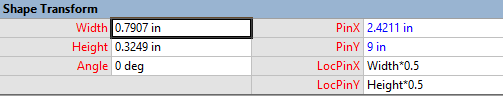 Shape Transform
Width 0.7907 in PinX 2.4211 in
Height 0.3249 in PinY 9 in
Angle 0 deg LocPinX Width*0.5
LocPinY Height*0.5